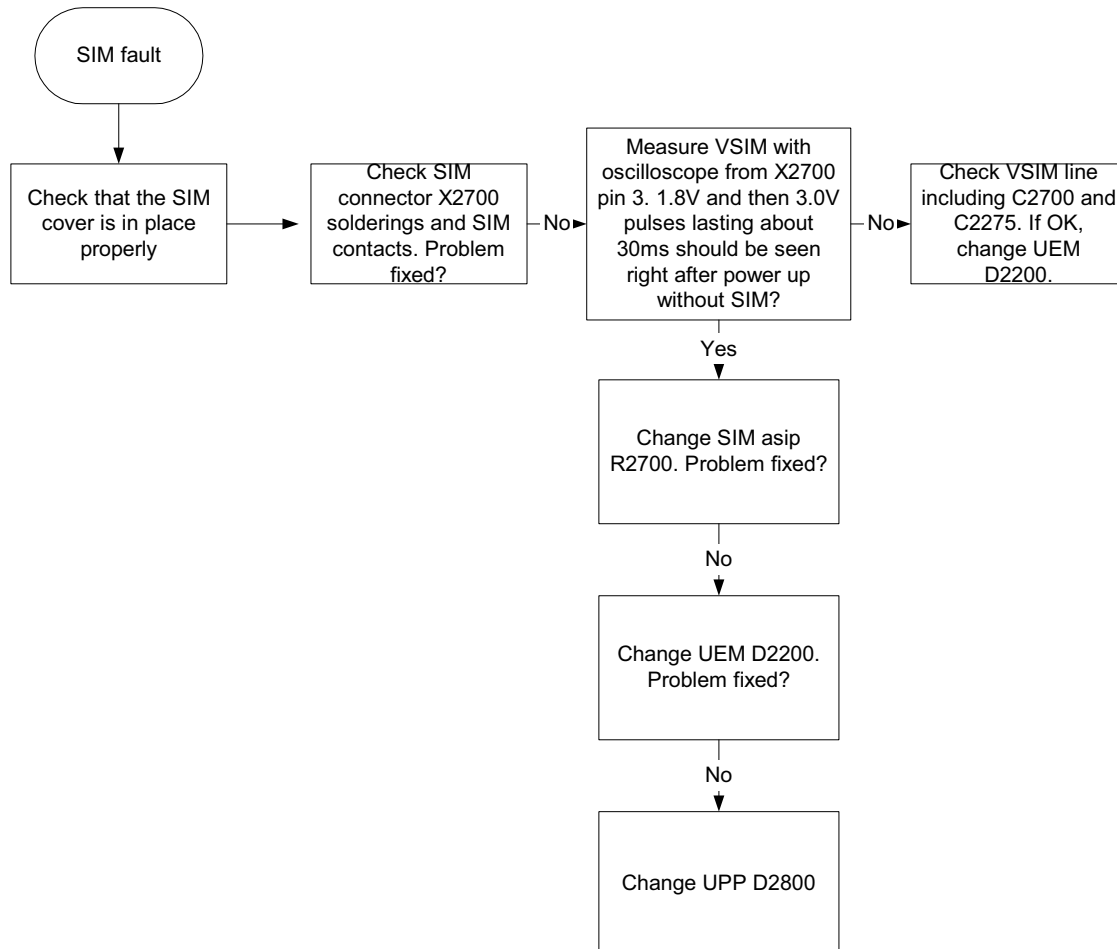 SIM fault
Check that the SIM
cover is in place
properly
Check SIM
connector X2700
solderings and SIM
contacts. Problem
fixed?
No
Measure VSIM with
oscilloscope from X2700
pin 3. 1.8V and then 3.0V
pulses lasting about
30ms should be seen
right after power up
without SIM?
No
Check VSIM line
including C2700 and
C2275. If OK,
change UEM
D2200.
Yes
Change SIM asip
R2700. Problem fixed?
No
Change UEM D2200.
Problem fixed?
No
Change UPP D2800